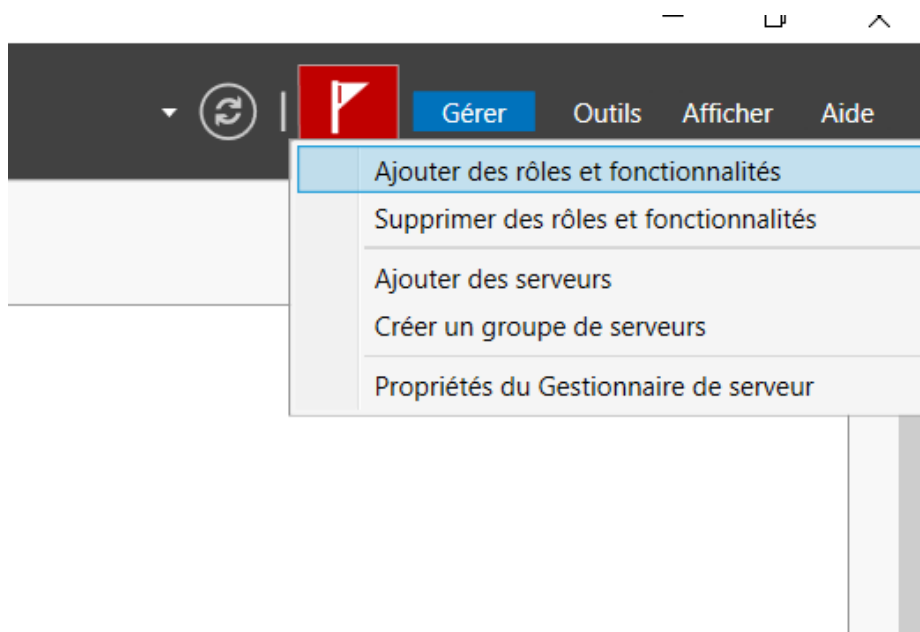 Gérer Outils Afficher Aide
Ajouter des rôles et fonctionnalités
Supprimer des rôles et fonctionnalités
Ajouter des serveurs
Créer un groupe de serveurs
Propriétés du Gestionnaire de serveur